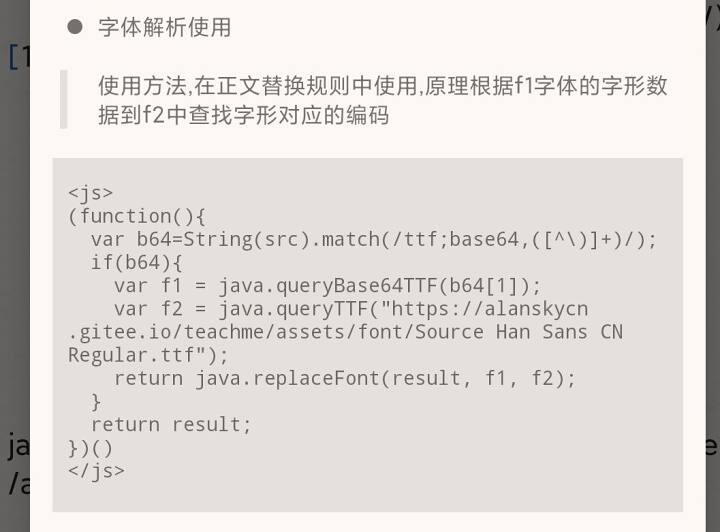 字体解析使用
使用方法,在正文替换规则中使用,原理根据f1字体的字形数
据到f2中查找字形对应的编码
<js>
(function(){
  var b64=String(src).match(/ttf;base64,([^\)]+)/);
  if(b64){
    var f1 = java.queryBase64TTF(b64[1]);
    var f2 = java.queryTTF("https://alanskycn
.gitee.io/teachme/assets/font/Source Han Sans CN
Regular.ttf");
    return java.replaceFont(result, f1, f2);
  }
  return result;
})()
</js>